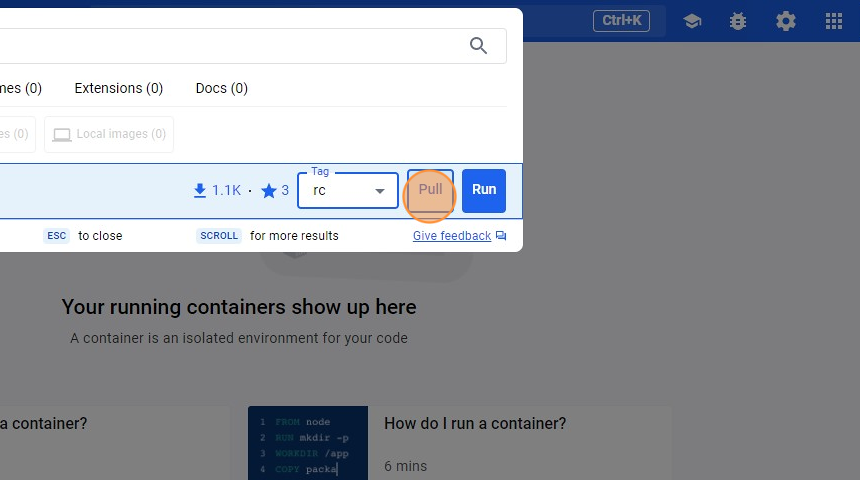 Ctrl+K
mes (0) Extensions (0) Docs (0)
es (0) Local images (0)
Tag
1.1K · 3 rc Pull Run
ESC to close SCROLL for more results Give feedback
Your running containers show up here
A container is an isolated environment for your code
a container?
1 FROM node
2 RUN mkdir -p
3 WORKDIR /app
4 COPY packa
How do I run a container?
6 mins